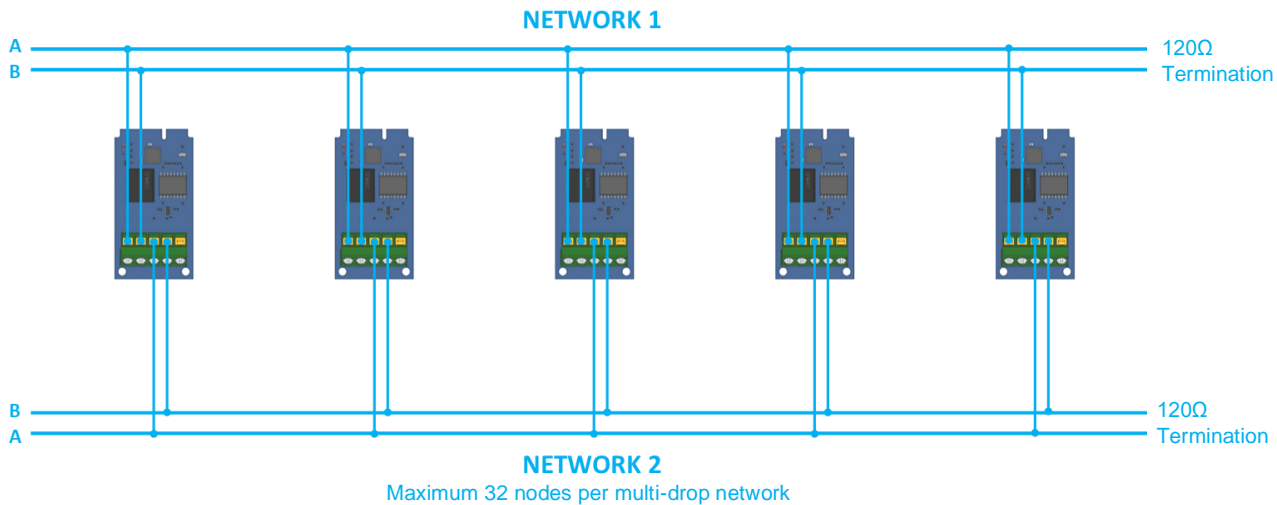 NETWORK 1
A
120Ω
B
Termination
B
120Ω
A
Termination
NETWORK 2
Maximum 32 nodes per multi-drop network